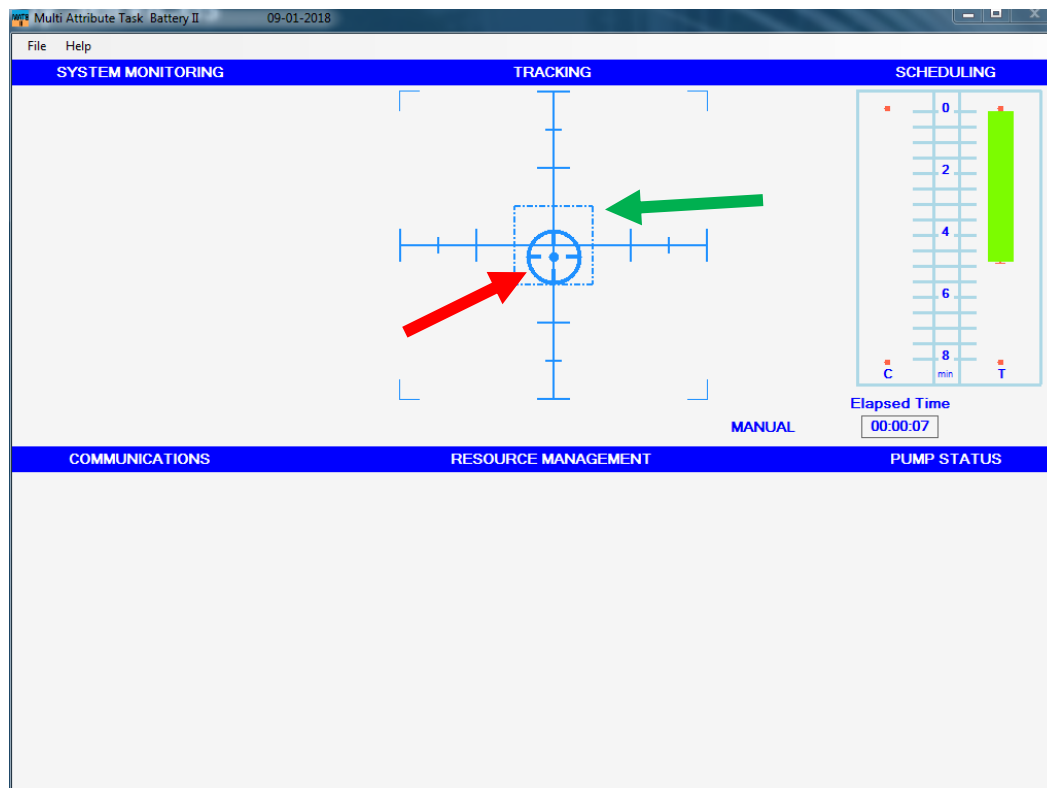 Multi Attribute Task Battery II 09-01-2018
File Help
SYSTEM MONITORING TRACKING SCHEDULING
0
2
4
6
8
C min T
Elapsed Time
MANUAL 00:00:07
COMMUNICATIONS RESOURCE MANAGEMENT PUMP STATUS